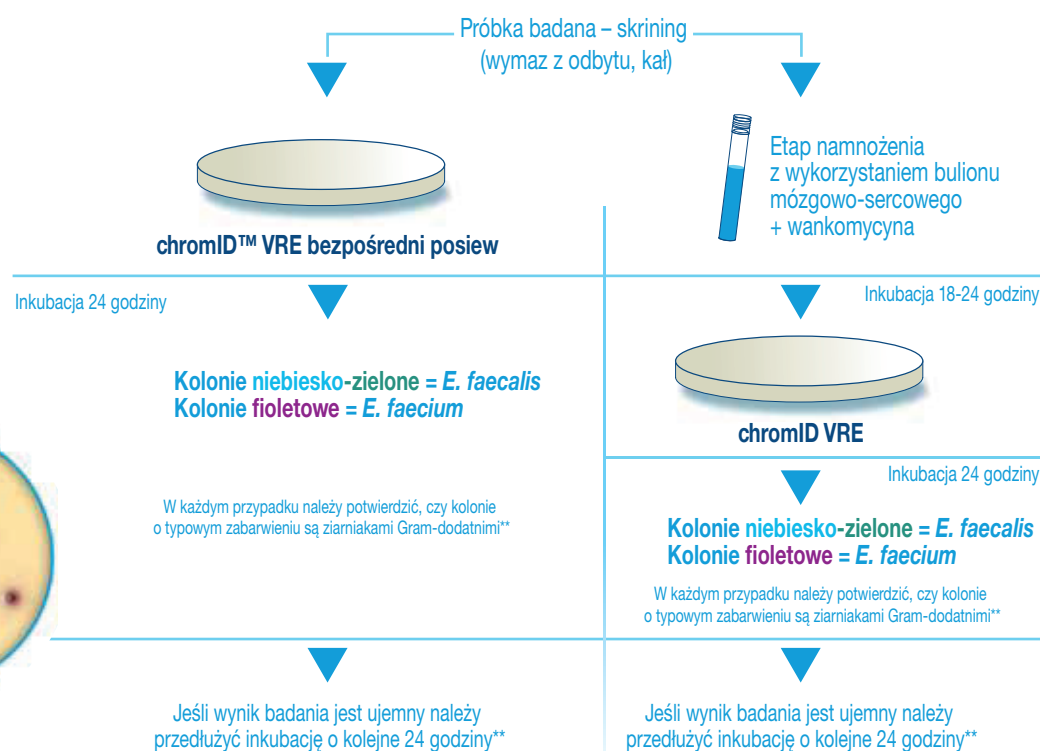 Próbka badana – skrining
(wymaz z odbytu, kał)
chromID™ VRE bezpośredni posiew
Etap namnożenia
z wykorzystaniem bulionu
mózgowo-sercowego
+ wankomycyna
Inkubacja 24 godziny
Kolonie niebiesko-zielone = E. faecalis
Kolonie fioletowe = E. faecium
W każdym przypadku należy potwierdzić, czy kolonie
o typowym zabarwieniu są ziarniakami Gram-dodatnimi**
Inkubacja 18-24 godziny
chromID VRE
Inkubacja 24 godziny
Kolonie niebiesko-zielone = E. faecalis
Kolonie fioletowe = E. faecium
W każdym przypadku należy potwierdzić, czy kolonie
o typowym zabarwieniu są ziarniakami Gram-dodatnimi**
Jeśli wynik badania jest ujemny należy
przedłużyć inkubację o kolejne 24 godziny**
Jeśli wynik badania jest ujemny należy
przedłużyć inkubację o kolejne 24 godziny**